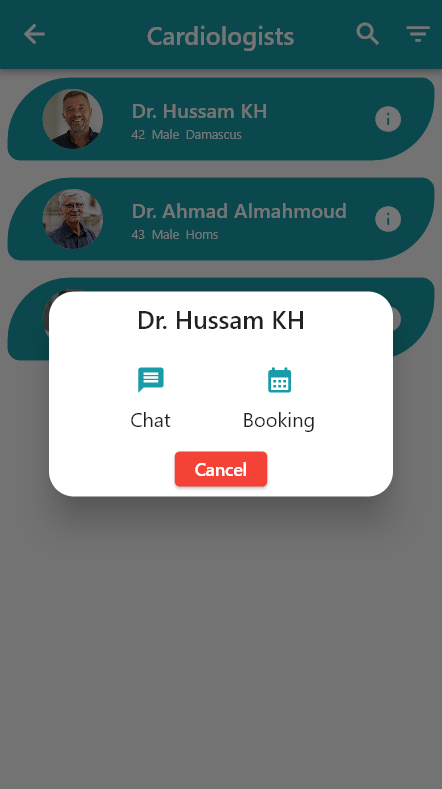 Cardiologists
Dr. Hussam KH
42 Male Damascus
Dr. Ahmad Almahmoud
43 Male Homs
Dr. Hussam KH
Chat
Booking
Cancel